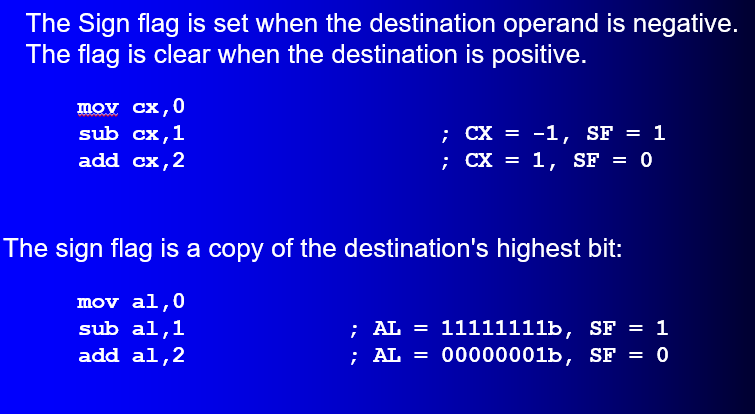 The Sign flag is set when the destination operand is negative.
The flag is clear when the destination is positive.
mov cx,0
sub cx,1 ; CX = -1, SF = 1
add cx,2 ; CX = 1, SF = 0
The sign flag is a copy of the destination's highest bit:
mov al,0
sub al,1 ; AL = 11111111b, SF = 1
add al,2 ; AL = 00000001b, SF = 0